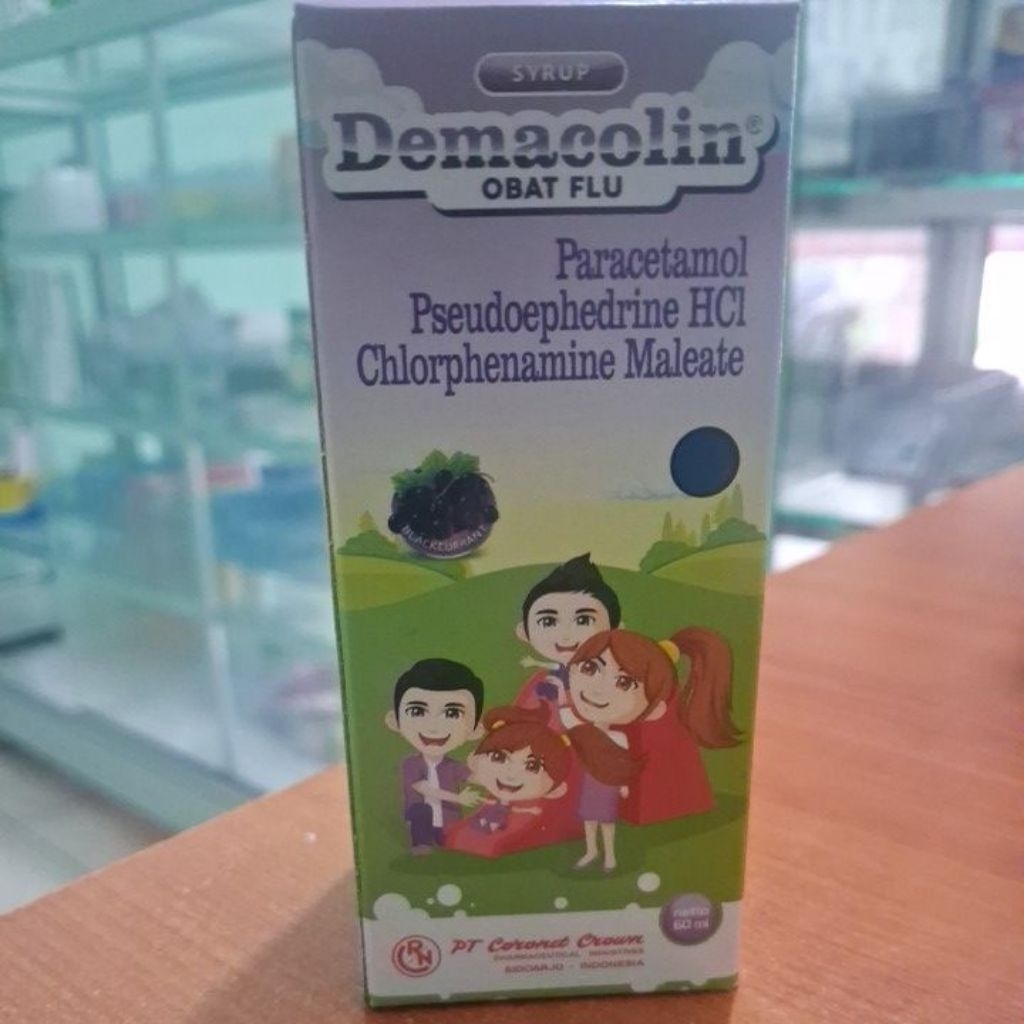 SYRUP
Demacolin®
OBAT FLU
Paracetamol
Pseudoephedrine HCl
Chlorphenamine Maleate
BLACKCURRANT
netto
60 ml
CRN
PT Coronet Crown
PHARMACEUTICAL INDUSTRIES
SIDOARJO - INDONESIA